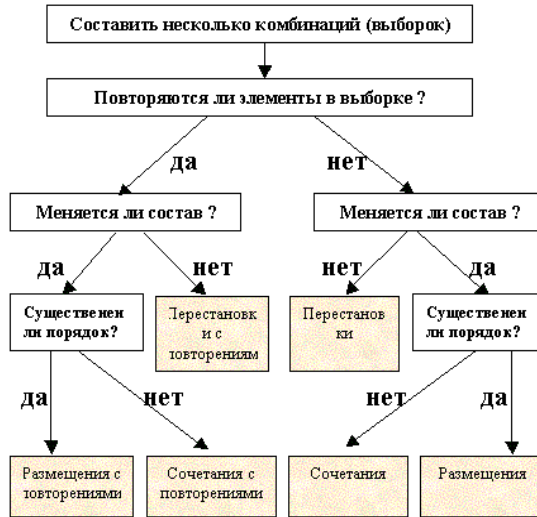 Составить несколько комбинаций (выборок)
Повторяются ли элементы в выборке ?
да
нет
Меняется ли состав ?
Меняется ли состав ?
да
нет
нет
да
Существенен
ли порядок?
Перестановк
и с
повторениям
Перестанов
ки
Существенен
ли порядок?
да
нет
нет
да
Размещения с
повторениями
Сочетания с
повторениями
Сочетания
Размещения